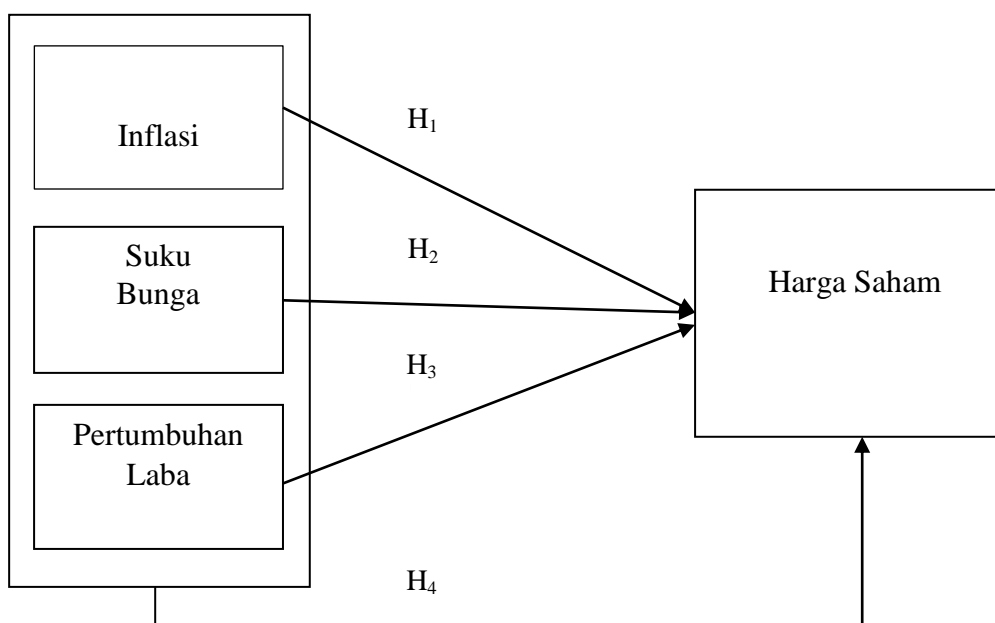 Inflasi
H₁
Suku
Bunga
H₂
Harga Saham
Pertumbuhan
Laba
H₃
H₄